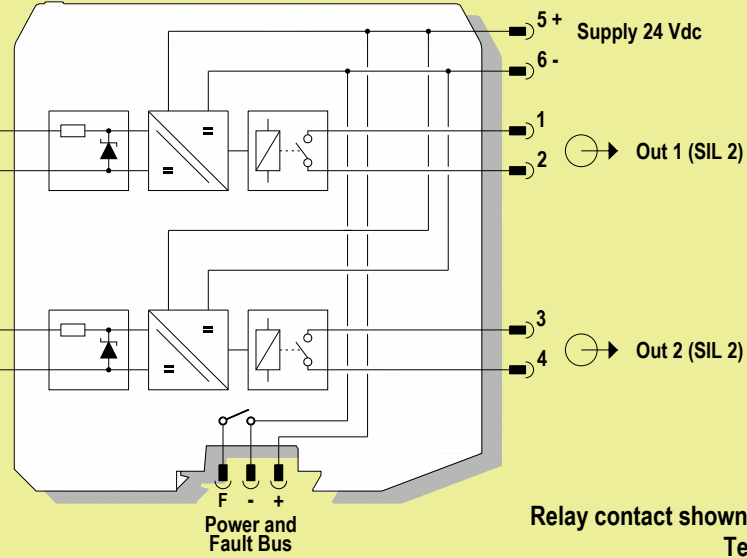 5 + Supply 24 Vdc
6 -
1
2
Out 1 (SIL 2)
3
4
Out 2 (SIL 2)
F - +
Power and
Fault Bus
Relay contact shown
Te